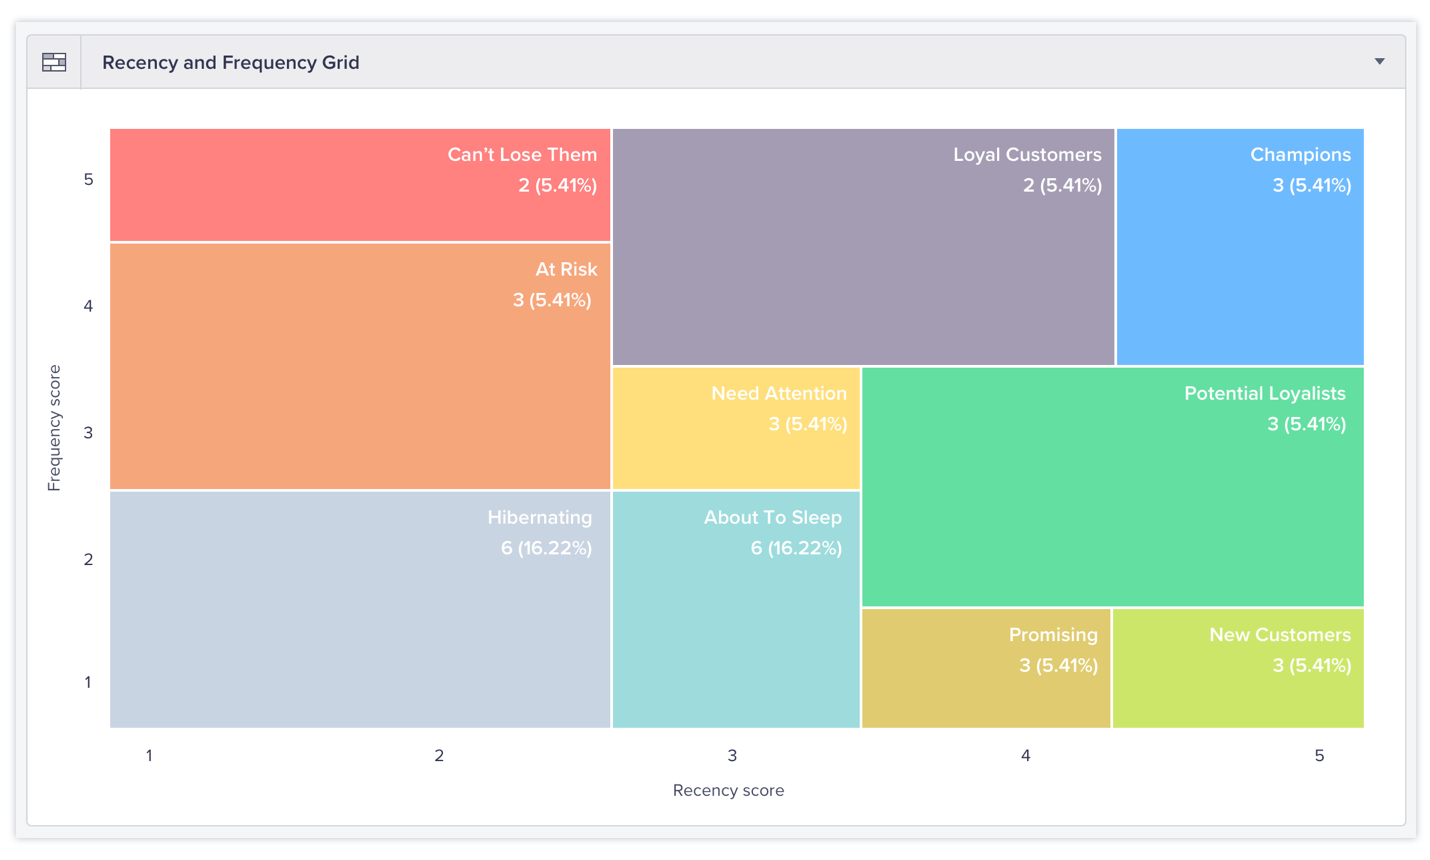 Recency and Frequency Grid
Can’t Lose Them
2 (5.41%)
Loyal Customers
2 (5.41%)
Champions
3 (5.41%)
At Risk
3 (5.41%)
Need Attention
3 (5.41%)
Potential Loyalists
3 (5.41%)
Hibernating
6 (16.22%)
About To Sleep
6 (16.22%)
Promising
3 (5.41%)
New Customers
3 (5.41%)
Frequency score
5
4
3
2
1
1 2 3 4 5
Recency score